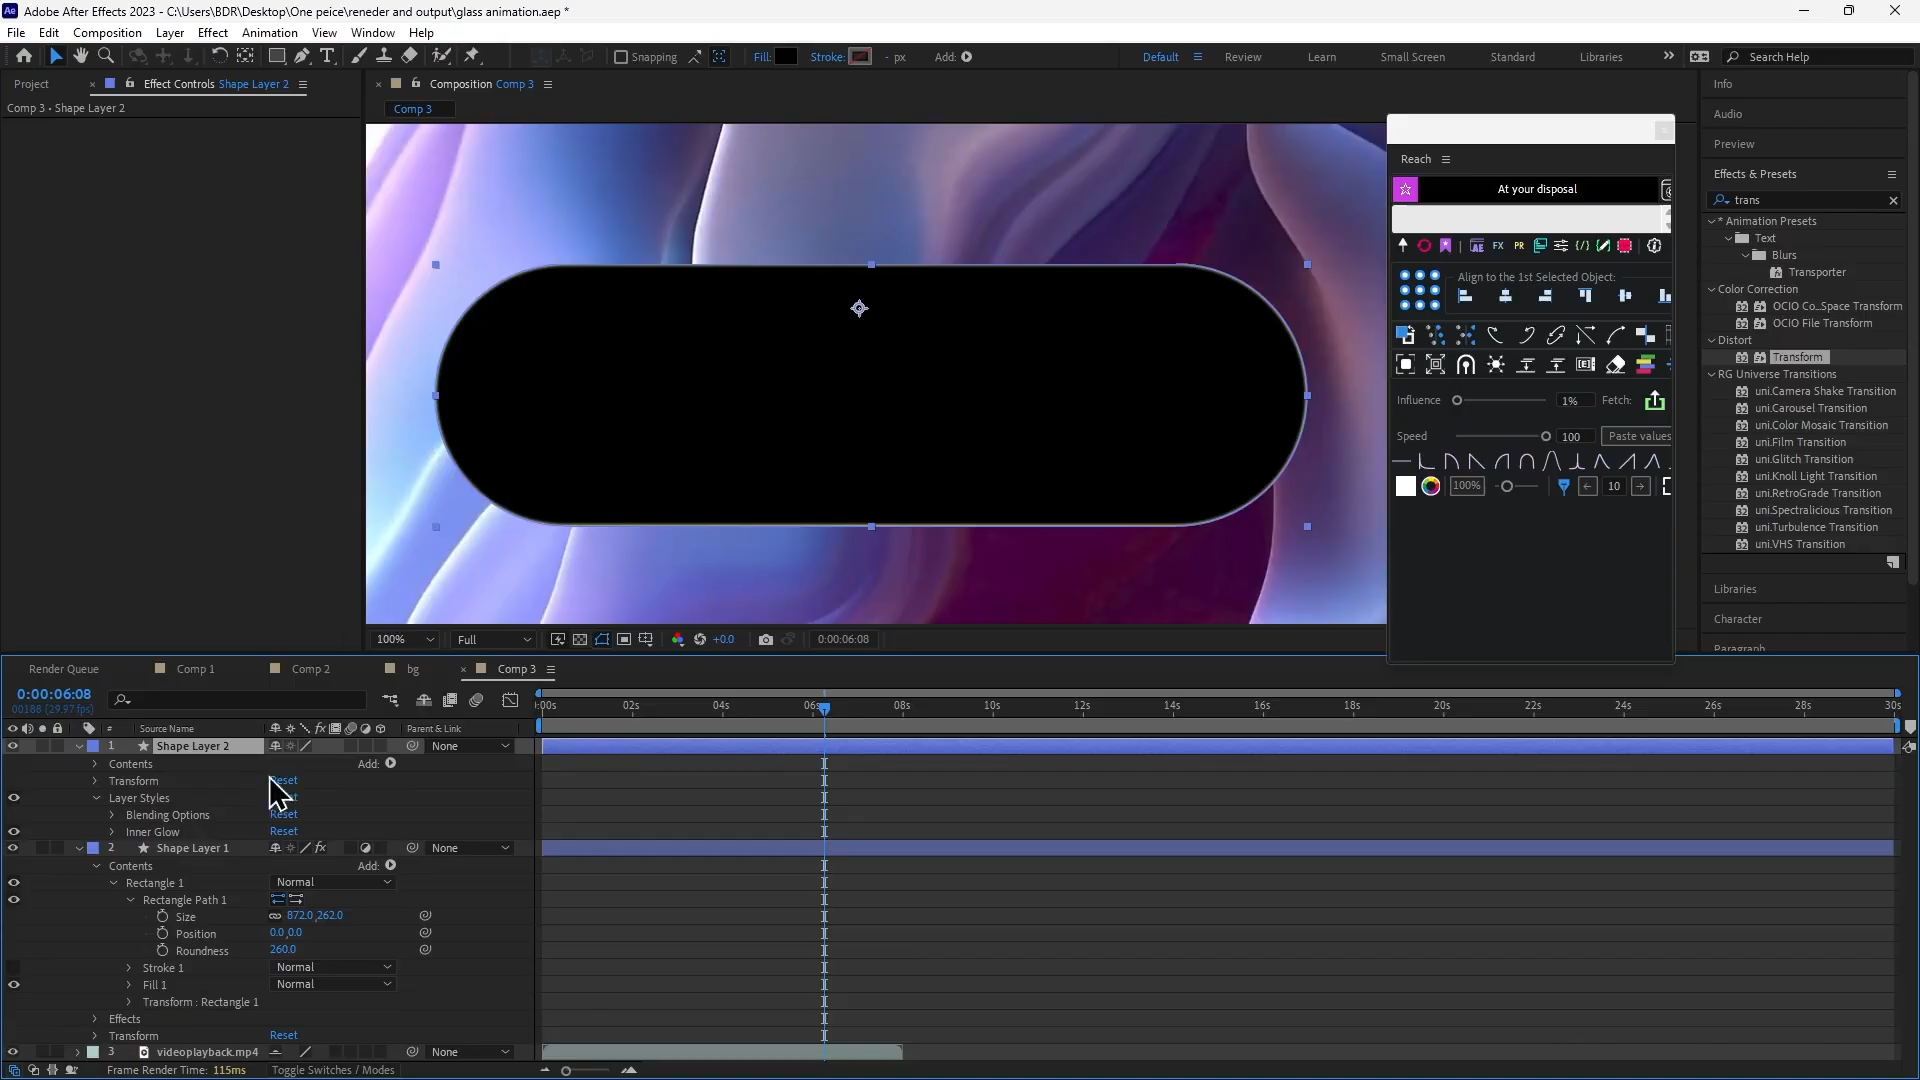 Adobe After Effects 2023 - C:\Users\BDR\Desktop\One peice\reneder and output\glass animation.aep *
File Edit Composition Layer Effect Animation View Window Help
Snapping Fill: Stroke: - px Add: Default Review Learn Small Screen Standard Libraries Search Help
Project Effect Controls Shape Layer 2
Comp 3 • Shape Layer 2
Composition Comp 3
Comp 3
Reach
At your disposal
FX PR
Align to the 1st Selected Object:
Influence 1% Fetch:
Speed 100 Paste values
100% 10
Info
Audio
Preview
Effects & Presets
trans
* Animation Presets
Text
Blurs
Transporter
Color Correction
OCIO Co...Space Transform
OCIO File Transform
Distort
Transform
RG Universe Transitions
uni.Camera Shake Transition
uni.Carousel Transition
uni.Color Mosaic Transition
uni.Film Transition
uni.Glitch Transition
uni.Knoll Light Transition
uni.RetroGrade Transition
uni.Spectralicious Transition
uni.Turbulence Transition
uni.VHS Transition
Libraries
Character
Paragraph
100% Full +0.0 0:00:06:08
Render Queue Comp 1 Comp 2 bg Comp 3
0:00:06:08
00188 (29.97 fps)
:00s 02s 04s 06s 08s 10s 12s 14s 16s 18s 20s 22s 24s 26s 28s 30s
# Source Name Parent & Link
1 Shape Layer 2 None
Contents Add:
Transform Reset
Layer Styles
Blending Options Reset
Inner Glow Reset
2 Shape Layer 1 None
Contents Add:
Rectangle 1 Normal
Rectangle Path 1
Size 872.0,262.0
Position 0.0,0.0
Roundness 260.0
Stroke 1 Normal
Fill 1 Normal
Transform : Rectangle 1
Effects
Transform Reset
3 videoplayback.mp4 None
Frame Render Time: 115ms Toggle Switches / Modes